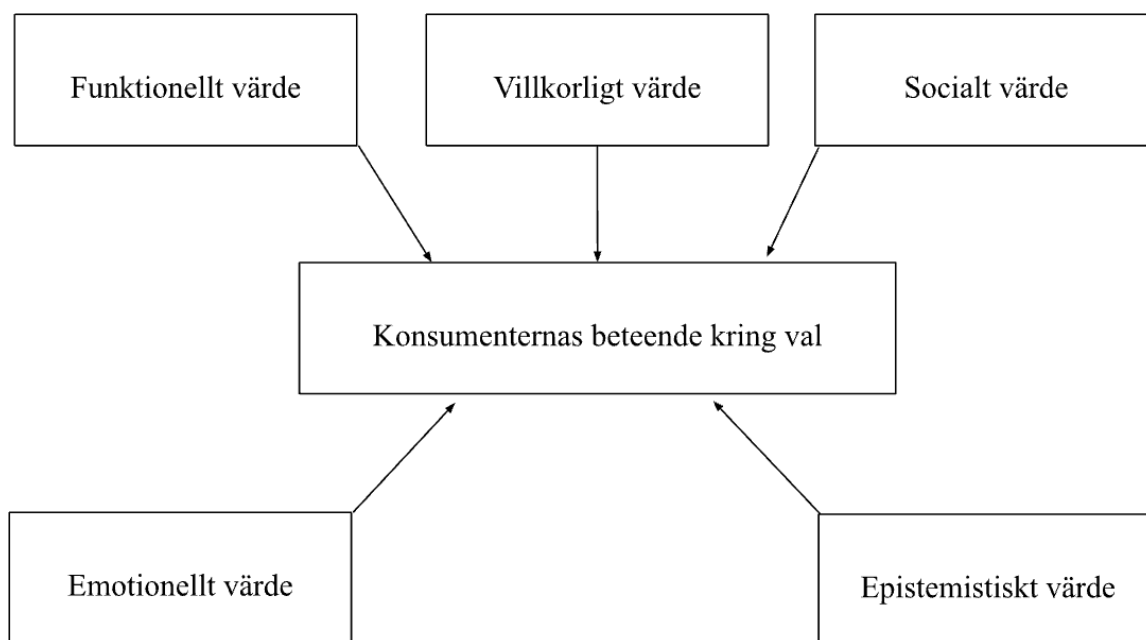 Funktionellt värde
Villkorligt värde
Socialt värde
Konsumenternas beteende kring val
Emotionellt värde
Epistemistiskt värde